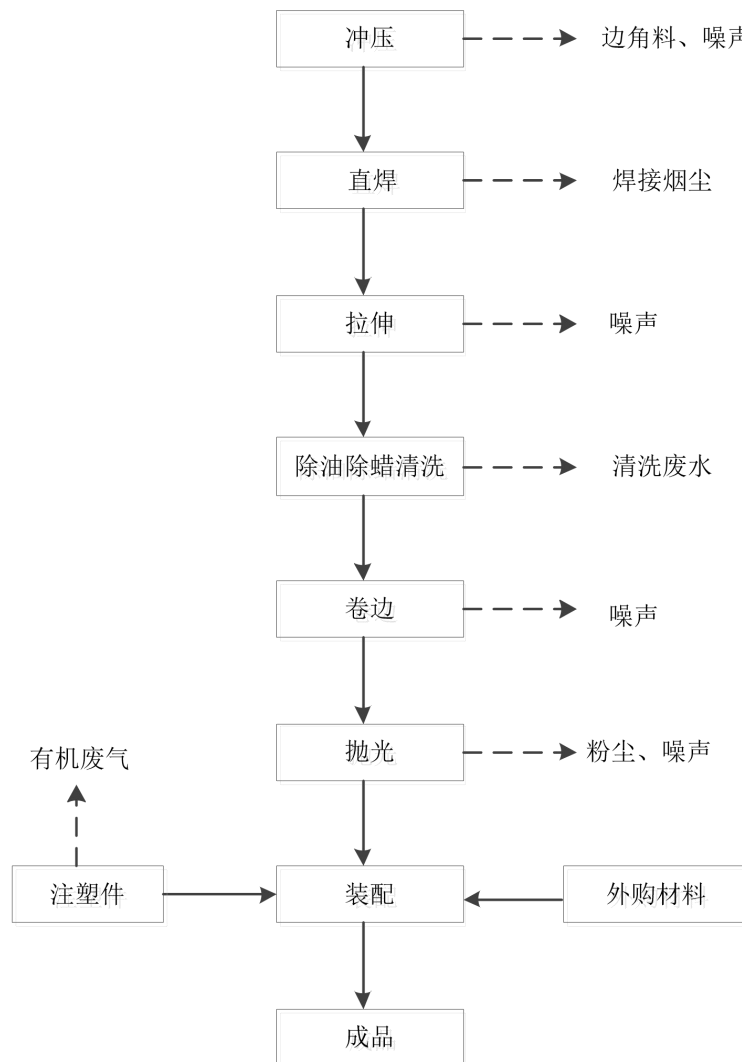 冲压
边角料、噪声
直焊
焊接烟尘
拉伸
噪声
除油除蜡清洗
清洗废水
卷边
噪声
抛光
粉尘、噪声
有机废气
注塑件
装配
外购材料
成品